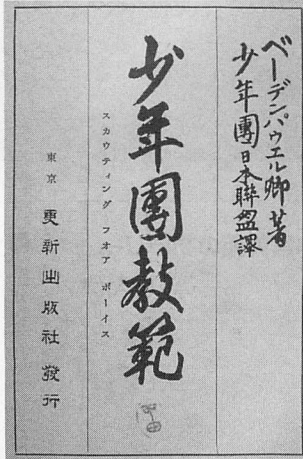 ベーデンパウエル卿著
少年團日本聯盟譯
少年團教範
スカウティング フオア ボーイス
東京 更新出版社 發行